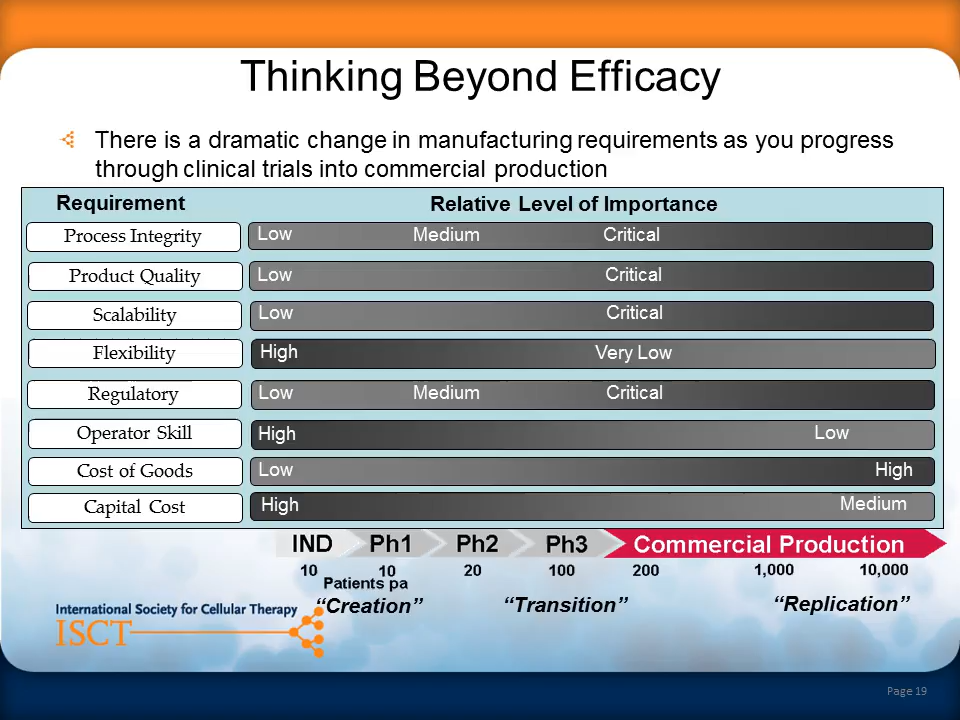 Thinking Beyond Efficacy
There is a dramatic change in manufacturing requirements as you progress
through clinical trials into commercial production
Requirement Relative Level of Importance
Process Integrity Low Medium Critical
Product Quality Low Critical
Scalability Low Critical
Flexibility High Very Low
Regulatory Low Medium Critical
Operator Skill High Low
Cost of Goods Low High
Capital Cost High Medium
IND Ph1 Ph2 Ph3 Commercial Production
10 10 20 100 200 1,000 10,000
Patients pa
“Creation” “Transition” “Replication”
International Society for Cellular Therapy
ISCT
Page 19